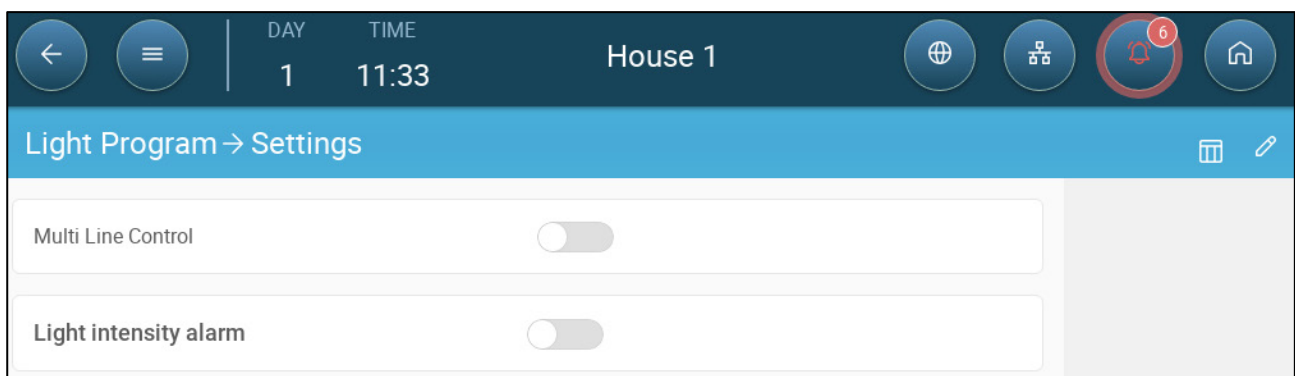 DAY TIME
1 11:33
House 1
6
Light Program → Settings
Multi Line Control
Light intensity alarm